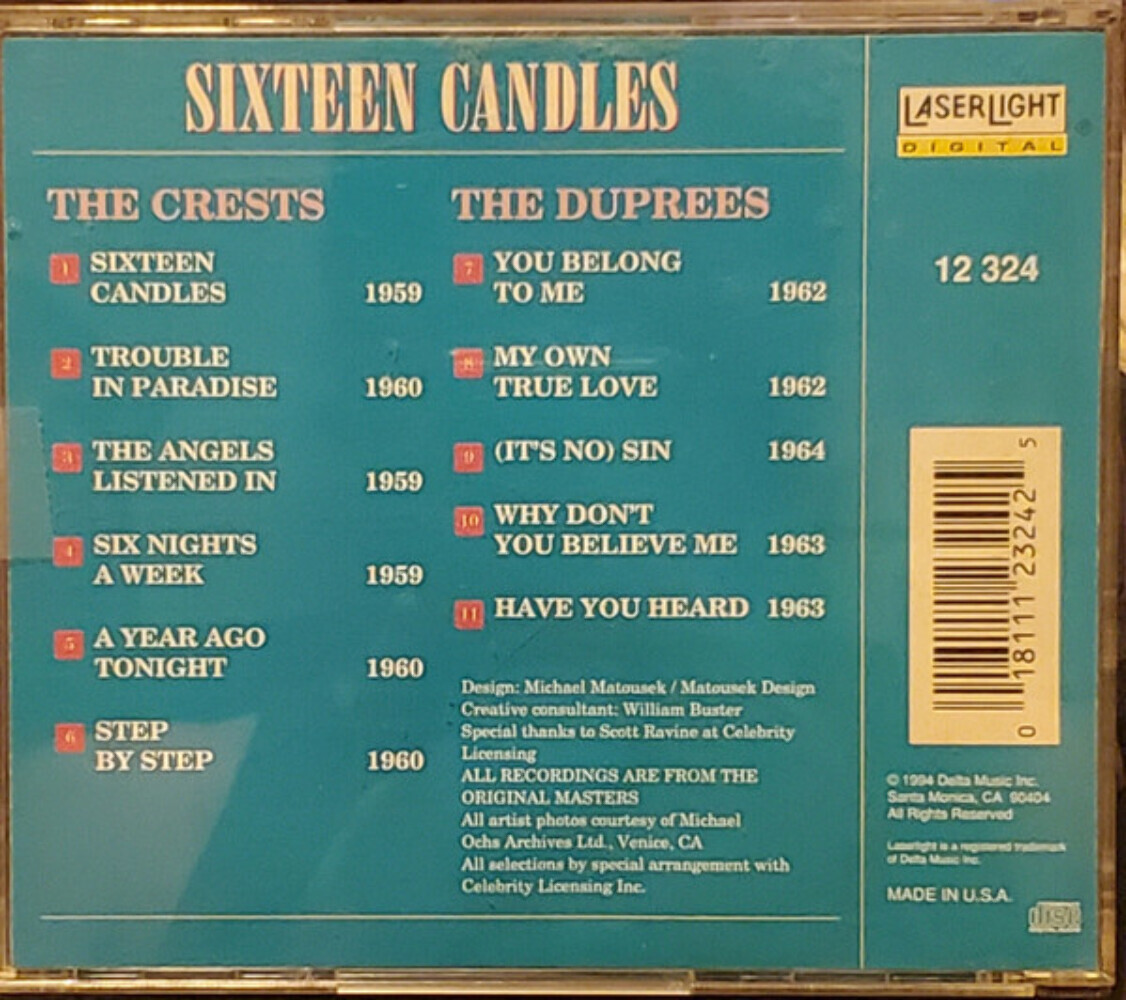 SIXTEEN CANDLES
THE CRESTS
1 SIXTEEN
CANDLES 1959
2 TROUBLE
IN PARADISE 1960
3 THE ANGELS
LISTENED IN 1959
4 SIX NIGHTS
A WEEK 1959
5 A YEAR AGO
TONIGHT 1960
6 STEP
BY STEP 1960
THE DUPREES
7 YOU BELONG
TO ME 1962
8 MY OWN
TRUE LOVE 1962
9 (IT'S NO) SIN 1964
10 WHY DON'T
YOU BELIEVE ME 1963
11 HAVE YOU HEARD 1963
Design: Michael Matousek / Matousek Design
Creative consultant: William Buster
Special thanks to Scott Ravine at Celebrity
Licensing
ALL RECORDINGS ARE FROM THE
ORIGINAL MASTERS
All artist photos courtesy of Michael
Ochs Archives Ltd., Venice, CA
All selections by special arrangement with
Celebrity Licensing Inc.
LASERLIGHT
DIGITAL
12 324
0 18111 23242 5
© 1994 Delta Music Inc.
Santa Monica, CA 90404
All Rights Reserved
Laserlight is a registered trademark
of Delta Music Inc.
MADE IN U.S.A.
disc